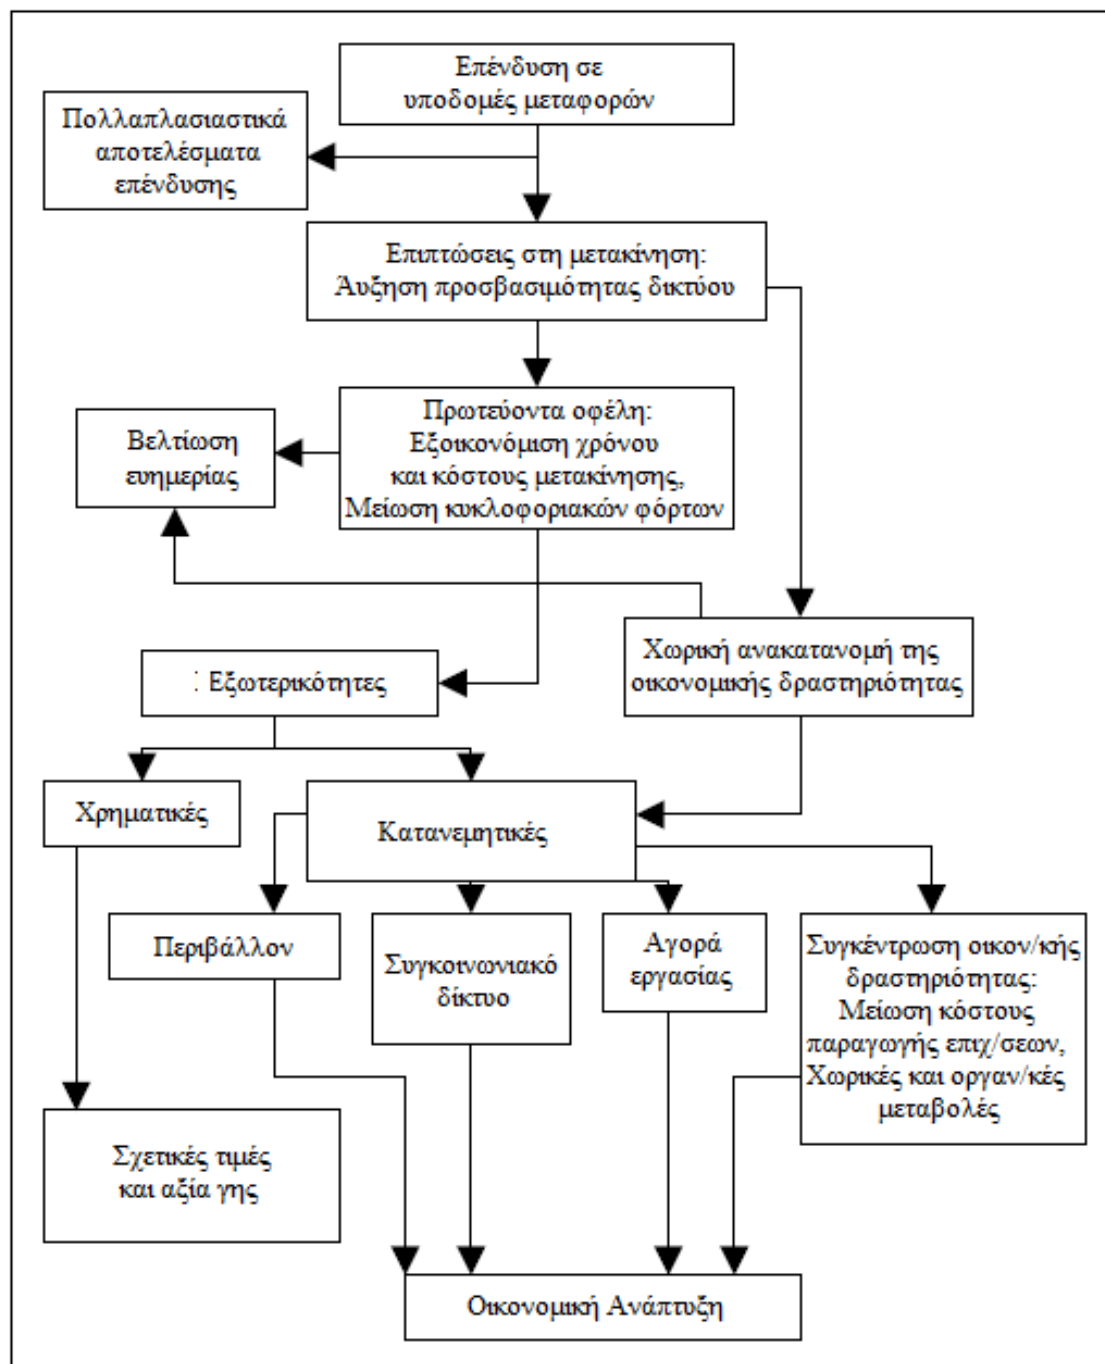 Επένδυση σε
υποδομές μεταφορών
Πολλαπλασιαστικά
αποτελέσματα
επένδυσης
Επιπτώσεις στη μετακίνηση:
Άυξηση προσβασιμότητας δικτύου
Πρωτεύοντα οφέλη:
Εξοικονόμιση χρόνου
και κόστους μετακίνησης,
Μείωση κυκλοφοριακών φόρτων
Βελτίωση
ευημερίας
Χωρική ανακατανομή της
οικονομικής δραστηριότητας
: Εξωτερικότητες
Χρηματικές
Κατανεμητικές
Περιβάλλον
Συγκοινωνιακό
δίκτυο
Αγορά
εργασίας
Συγκέντρωση οικον/κής
δραστηριότητας:
Μείωση κόστους
παραγωγής επιχ/σεων,
Χωρικές και οργαν/κές
μεταβολές
Σχετικές τιμές
και αξία γης
Οικονομική Ανάπτυξη